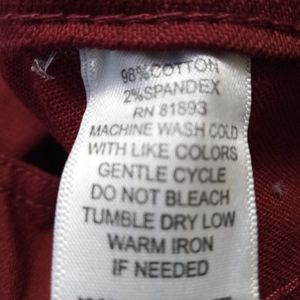 98% COTTON
2% SPANDEX
RN 81893
MACHINE WASH COLD
WITH LIKE COLORS
GENTLE CYCLE
DO NOT BLEACH
TUMBLE DRY LOW
WARM IRON
IF NEEDED